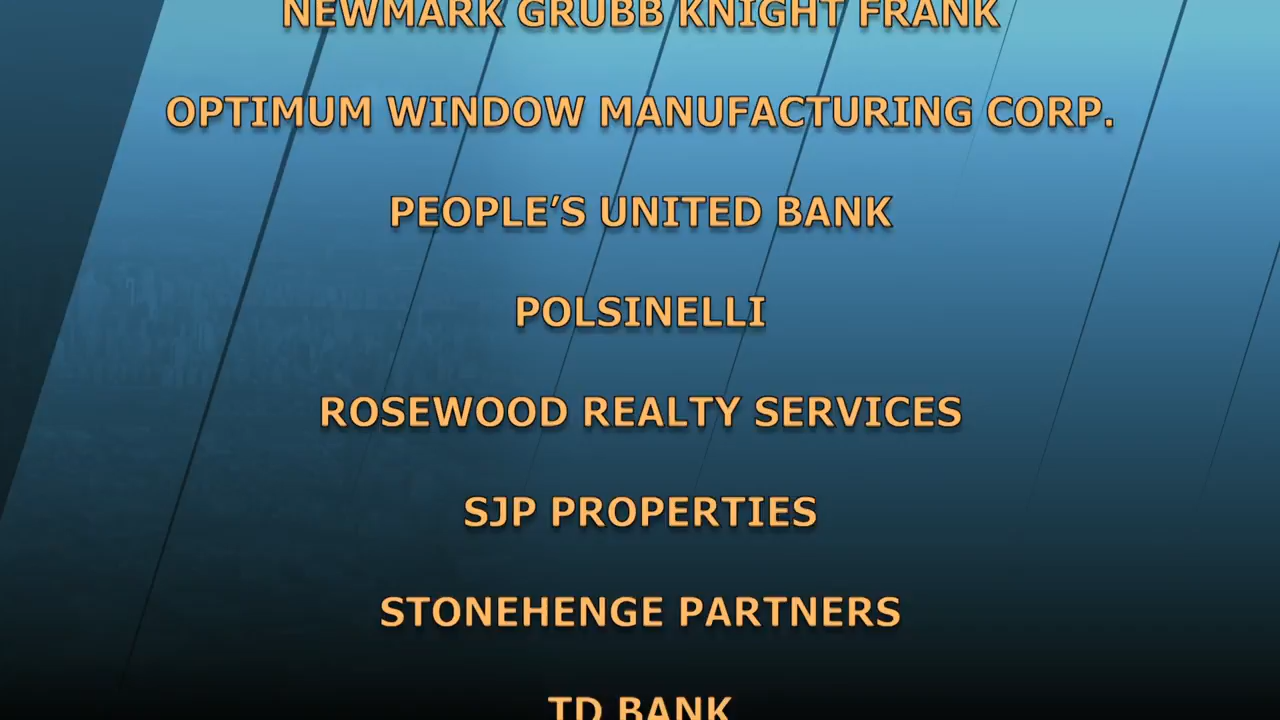 NEWMARK GRUBB KNIGHT FRANK
OPTIMUM WINDOW MANUFACTURING CORP.
PEOPLE’S UNITED BANK
POLSINELLI
ROSEWOOD REALTY SERVICES
SJP PROPERTIES
STONEHENGE PARTNERS
TD BANK